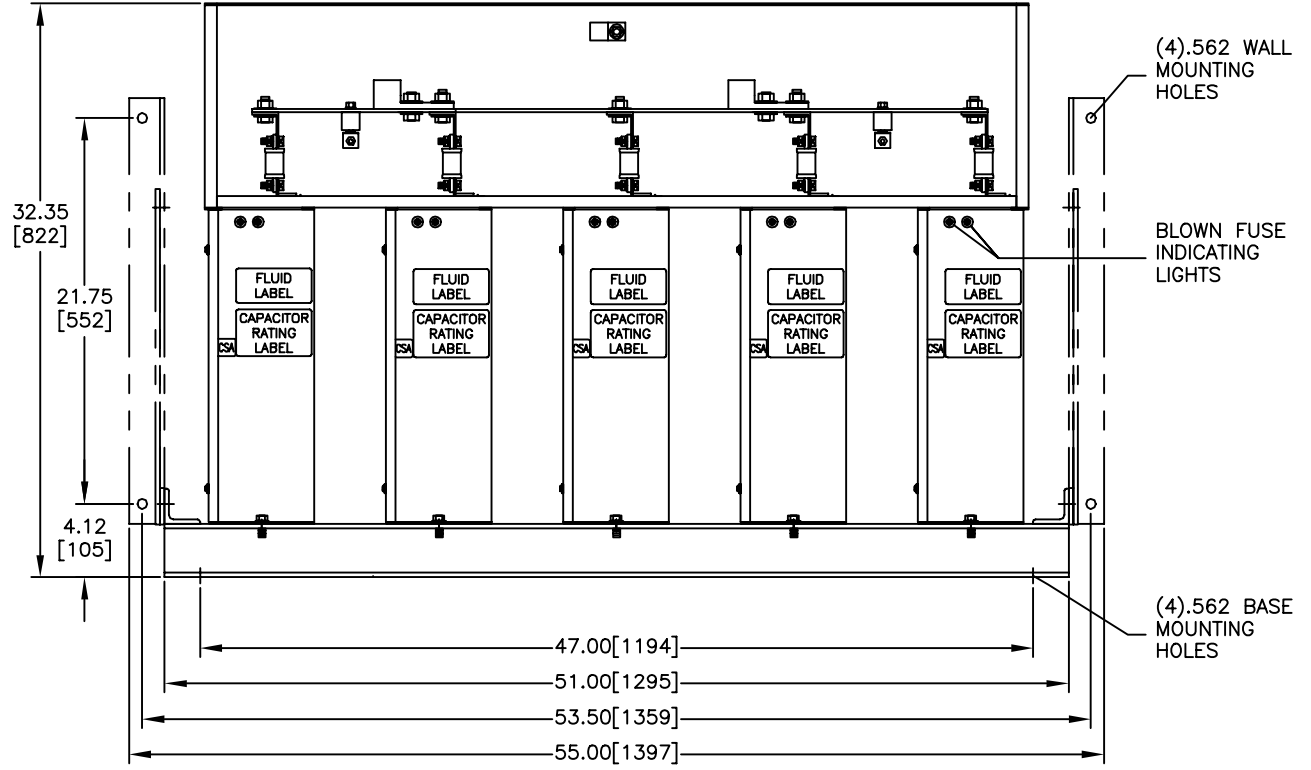 (4).562 WALL
MOUNTING
HOLES
32.35
[822]
21.75
[552]
4.12
[105]
BLOWN FUSE
INDICATING
LIGHTS
FLUID
LABEL
CAPACITOR
RATING
LABEL
CSA
FLUID
LABEL
CAPACITOR
RATING
LABEL
CSA
FLUID
LABEL
CAPACITOR
RATING
LABEL
CSA
FLUID
LABEL
CAPACITOR
RATING
LABEL
CSA
FLUID
LABEL
CAPACITOR
RATING
LABEL
CSA
(4).562 BASE
MOUNTING
HOLES
47.00[1194]
51.00[1295]
53.50[1359]
55.00[1397]